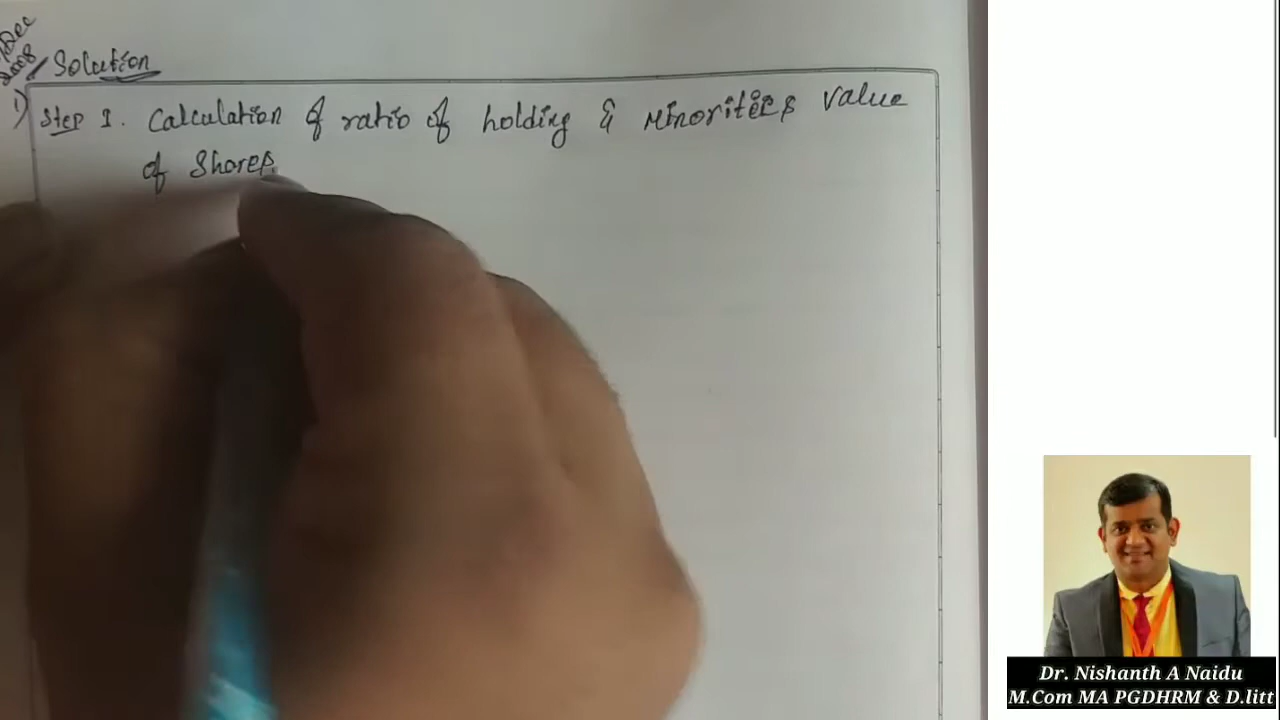 Dec
2008
Solution
1) Step 1. Calculation of ratio of holding & Minorities value
of Shares
Dr. Nishanth A Naidu
M.Com MA PGDHRM & D.litt